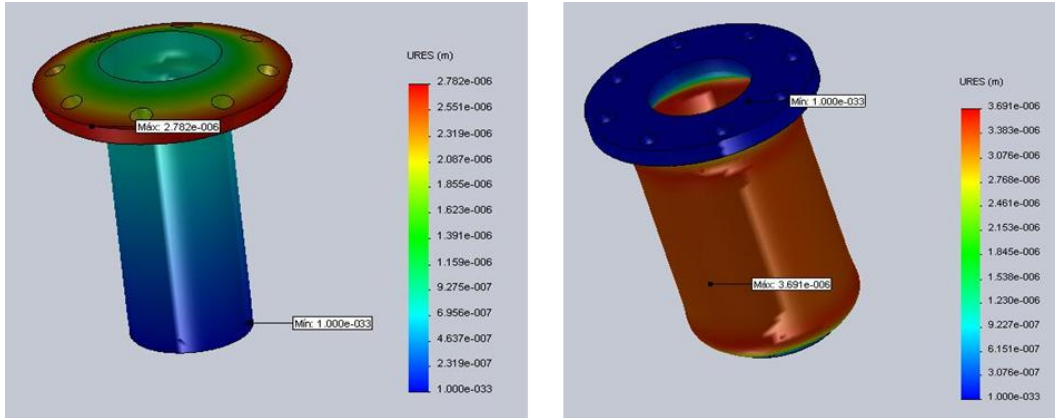 URES (m)
2.782e-006
2.551e-006
2.319e-006
2.087e-006
1.855e-006
1.623e-006
1.391e-006
1.159e-006
9.275e-007
6.956e-007
4.637e-007
2.319e-007
1.000e-033
Máx: 2.782e-006
Mín: 1.000e-033
URES (m)
3.691e-006
3.383e-006
3.076e-006
2.768e-006
2.461e-006
2.153e-006
1.845e-006
1.538e-006
1.230e-006
9.227e-007
6.151e-007
3.076e-007
1.000e-033
Mín: 1.000e-033
Máx: 3.691e-006